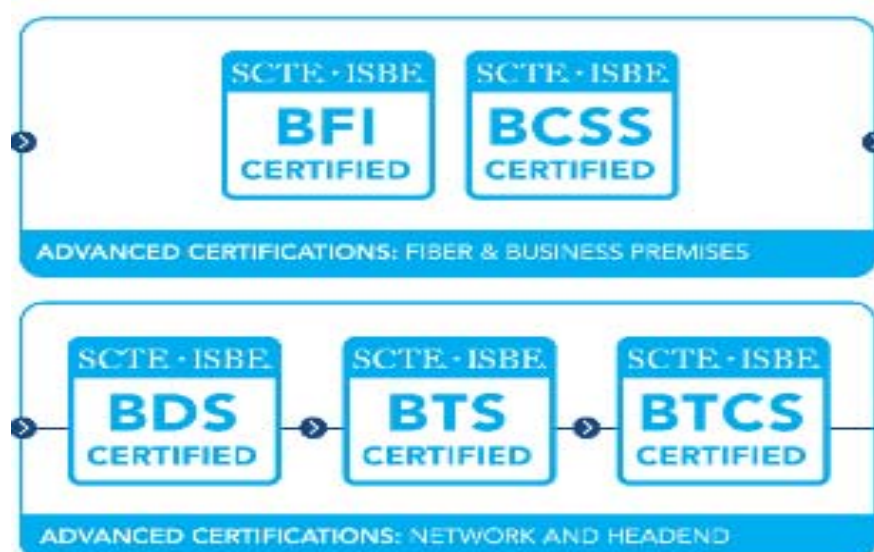 SCTE · ISBE SCTE · ISBE
BFI BCSS
CERTIFIED CERTIFIED
ADVANCED CERTIFICATIONS: FIBER & BUSINESS PREMISES
SCTE · ISBE SCTE · ISBE SCTE · ISBE
BDS BTS BTCS
CERTIFIED CERTIFIED CERTIFIED
ADVANCED CERTIFICATIONS: NETWORK AND HEADEND